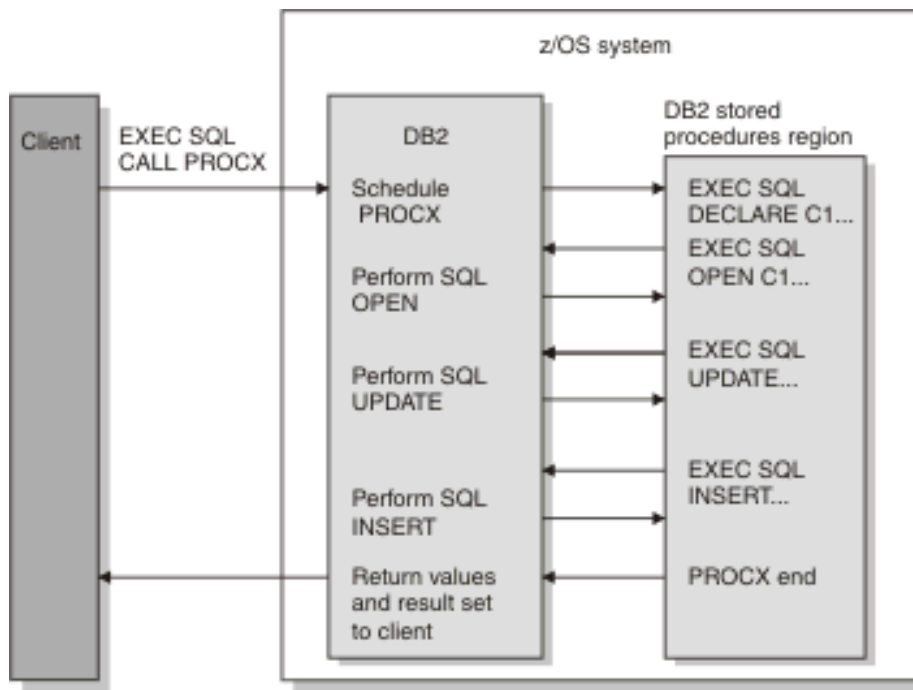 z/OS system
Client
EXEC SQL
CALL PROCX
DB2
Schedule
PROCX
Perform SQL
OPEN
Perform SQL
UPDATE
Perform SQL
INSERT
Return values
and result set
to client
DB2 stored
procedures region
EXEC SQL
DECLARE C1...
EXEC SQL
OPEN C1...
EXEC SQL
UPDATE...
EXEC SQL
INSERT...
PROCX end